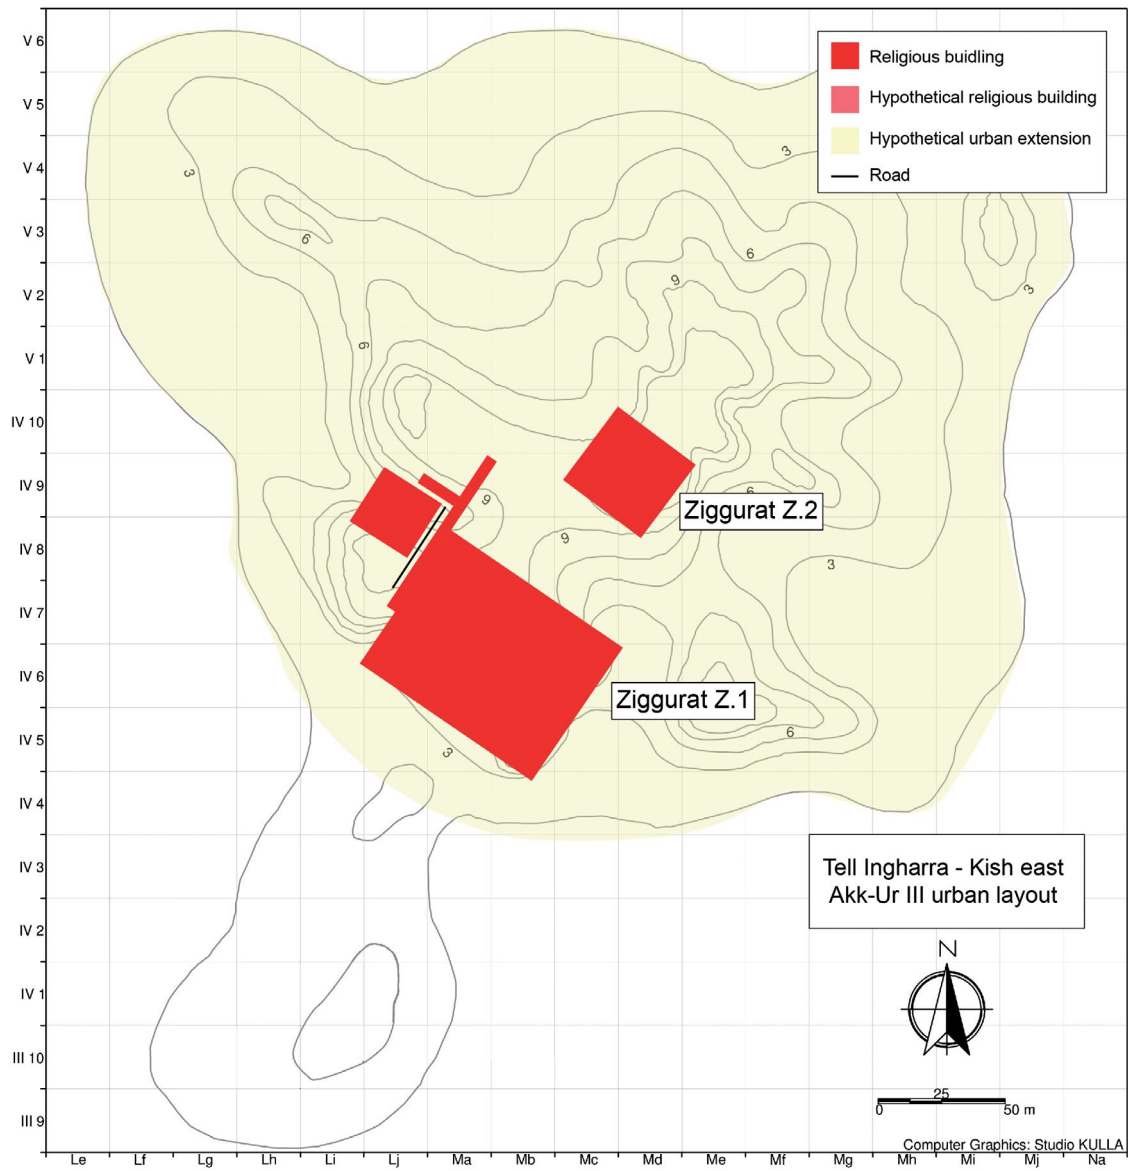 V 6
V 5
V 4
V 3
V 2
V 1
IV 10
IV 9
IV 8
IV 7
IV 6
IV 5
IV 4
IV 3
IV 2
IV 1
III 10
III 9
Religious buidling
Hypothetical religious building
Hypothetical urban extension
Road
3
3
6
6
9
3
6
9
6
9
3
6
3
Ziggurat Z.2
Ziggurat Z.1
Tell Ingharra - Kish east
Akk-Ur III urban layout
N
25
0 50 m
Computer Graphics: Studio KULLA
Le Lf Lg Lh Li Lj Ma Mb Mc Md Me Mf Mg Mh Mi Mj Na